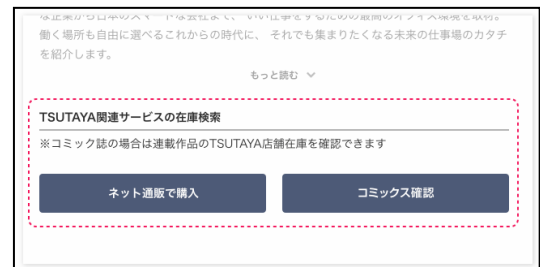 な企業から日本のスマートな会社まで、 いい仕事をするための最高のオフィス環境を取材。
働く場所も自由に選べるこれからの時代に、 それでも集まりたくなる未来の仕事場のカタチ
を紹介します。
もっと読む
TSUTAYA関連サービスの在庫検索
※コミック誌の場合は連載作品のTSUTAYA店舗在庫を確認できます
ネット通販で購入 コミックス確認